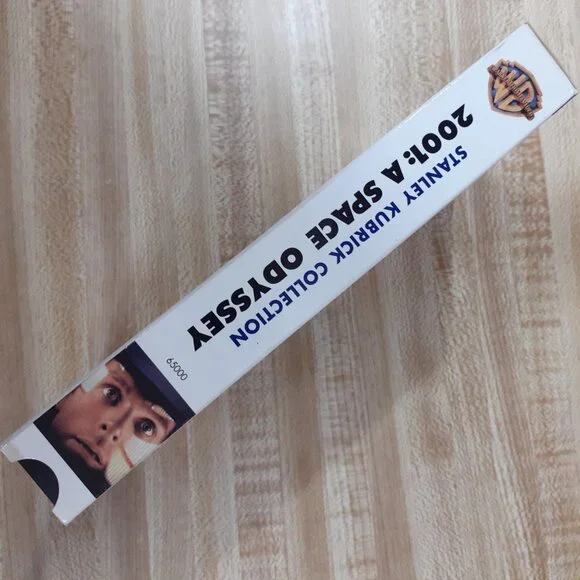 STANLEY KUBRICK COLLECTION
2001: A SPACE ODYSSEY
65000